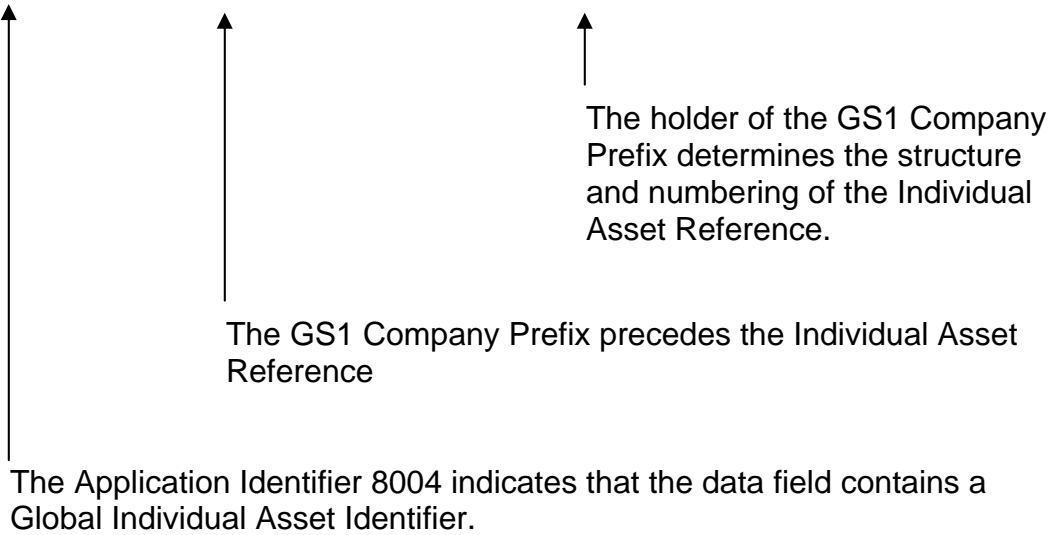 The holder of the GS1 Company
Prefix determines the structure
and numbering of the Individual
Asset Reference.
The GS1 Company Prefix precedes the Individual Asset
Reference
The Application Identifier 8004 indicates that the data field contains a
Global Individual Asset Identifier.